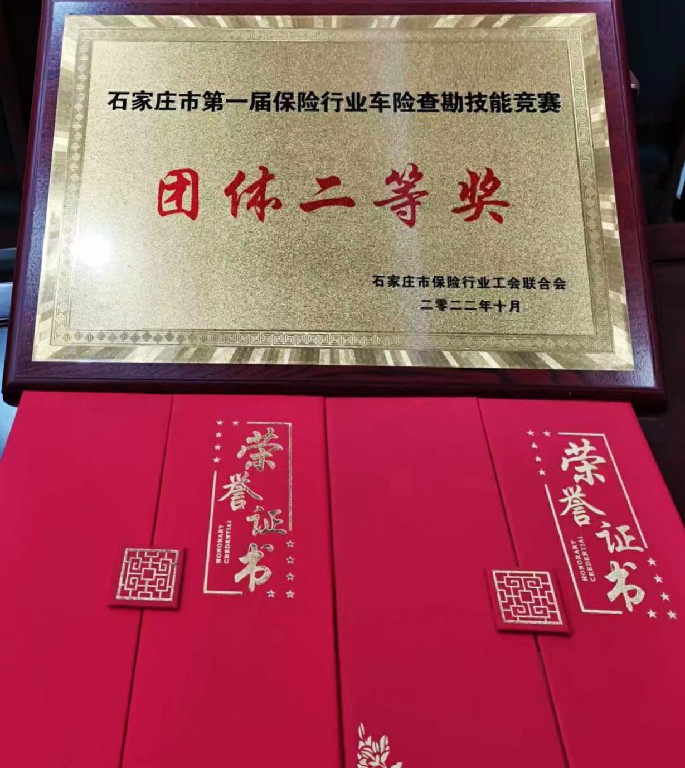 石家庄市第一届保险行业车险查勘技能竞赛
团体二等奖
石家庄市保险行业工会联合会
二零二二年十月
荣誉证书
HONORARY
CREDENTIAL
荣誉证书
HONORARY
CREDENTIAL